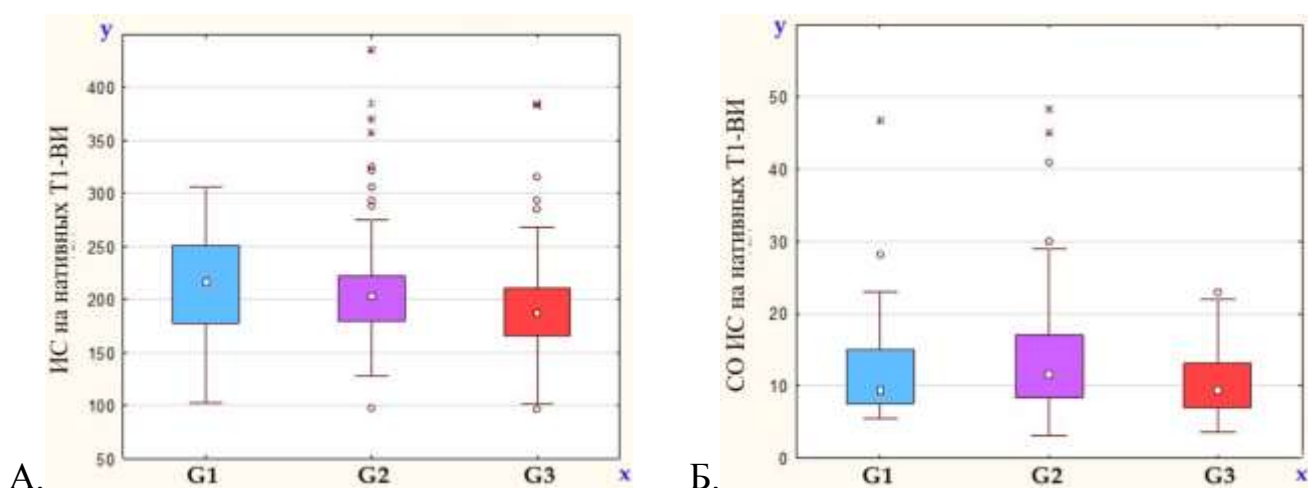 y
ИС на нативных Т1-ВИ
400
350
300
250
200
150
100
50
G1 G2 G3 x
А.
y
СО ИС на нативных Т1-ВИ
50
40
30
20
10
0
G1 G2 G3 x
Б.